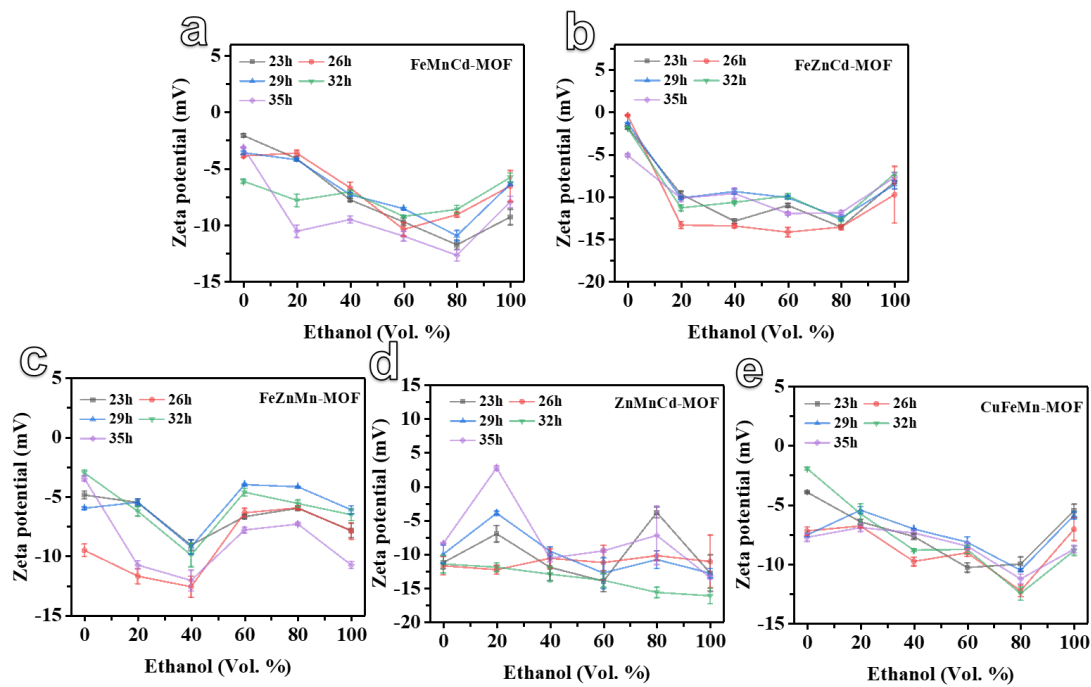 a
23h 26h
29h 32h
35h
FeMnCd-MOF
Zeta potential (mV)
5
0
-5
-10
-15
0 20 40 60 80 100
Ethanol (Vol. %)
b
23h 26h
29h 32h
35h
FeZnCd-MOF
Zeta potential (mV)
5
0
-5
-10
-15
-20
0 20 40 60 80 100
Ethanol (Vol. %)
c
23h 26h
29h 32h
35h
FeZnMn-MOF
Zeta potential (mV)
5
0
-5
-10
-15
0 20 40 60 80 100
Ethanol (Vol. %)
d
23h 26h
29h 32h
35h
ZnMnCd-MOF
Zeta potential (mV)
15
10
5
0
-5
-10
-15
-20
0 20 40 60 80 100
Ethanol (Vol. %)
e
23h 26h
29h 32h
35h
CuFeMn-MOF
Zeta potential (mV)
5
0
-5
-10
-15
0 20 40 60 80 100
Ethanol (Vol. %)